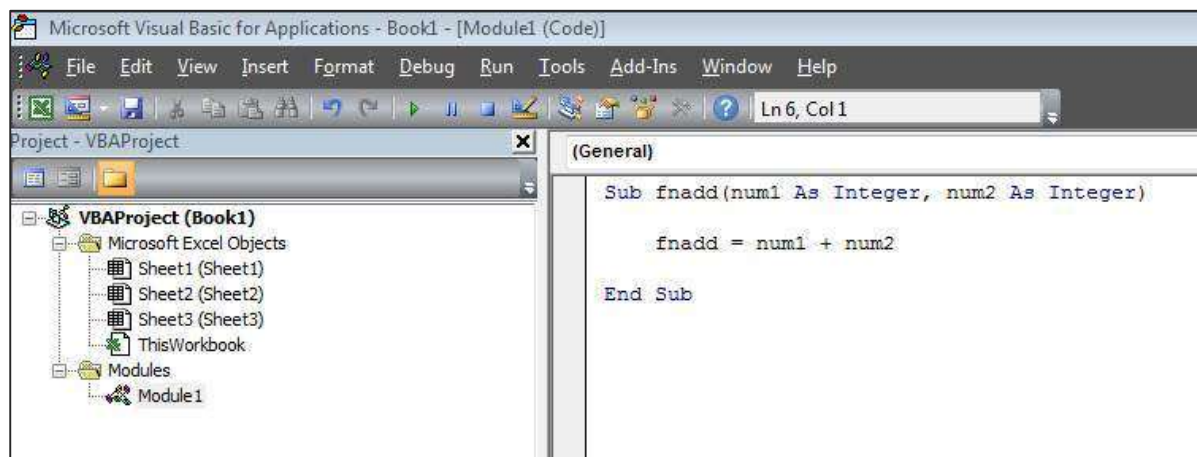 Microsoft Visual Basic for Applications - Book1 - [Module1 (Code)]
File Edit View Insert Format Debug Run Tools Add-Ins Window Help
Ln 6, Col 1
Project - VBAProject
(General)
VBAProject (Book1)
Microsoft Excel Objects
Sheet1 (Sheet1)
Sheet2 (Sheet2)
Sheet3 (Sheet3)
ThisWorkbook
Modules
Module1
Sub fnadd(num1 As Integer, num2 As Integer)
fnadd = num1 + num2
End Sub